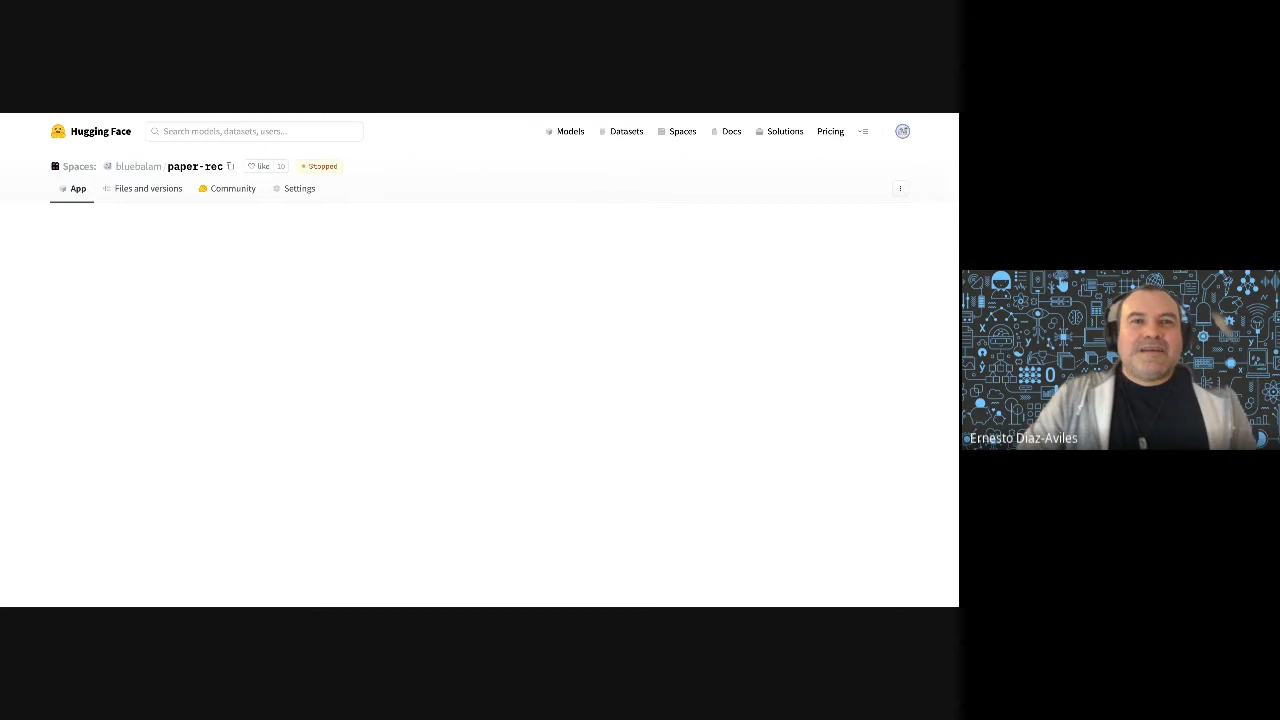 Hugging Face Search models, datasets, users... Models Datasets Spaces Docs Solutions Pricing
Spaces: bluebalam/paper-rec like 10 Stopped
App Files and versions Community Settings
Ernesto Diaz-Aviles